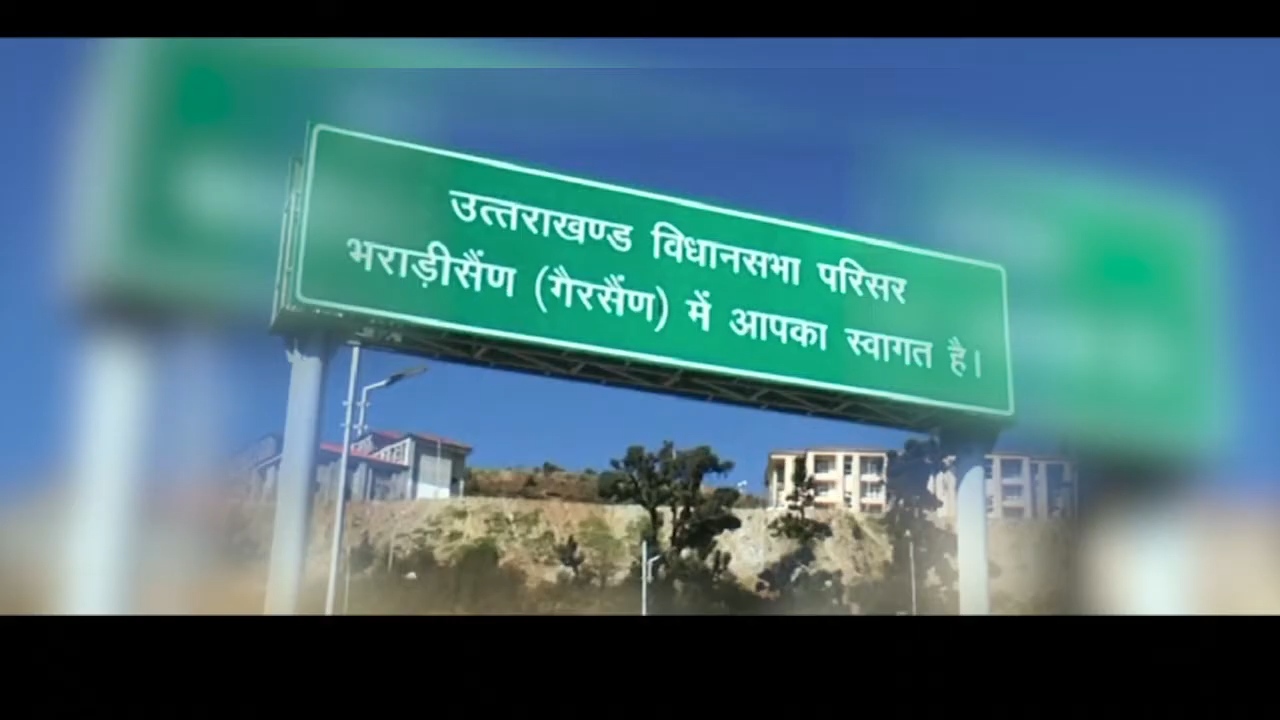 उत्तराखण्ड विधानसभा परिसर
भराड़ीसैंण (गैरसैंण) में आपका स्वागत है।